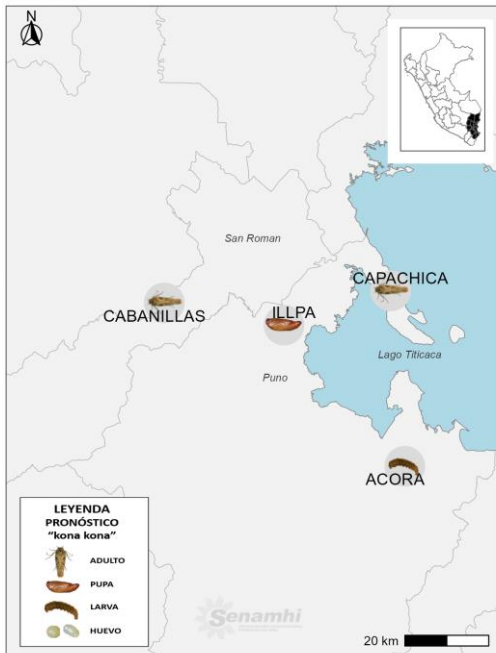 N
San Roman
CAPACHICA
CABANILLAS
ILLPA
Lago Titicaca
Puno
ACORA
LEYENDA
PRONÓSTICO
“kona kona”
ADULTO
PUPA
LARVA
HUEVO
Senamhi
20 km